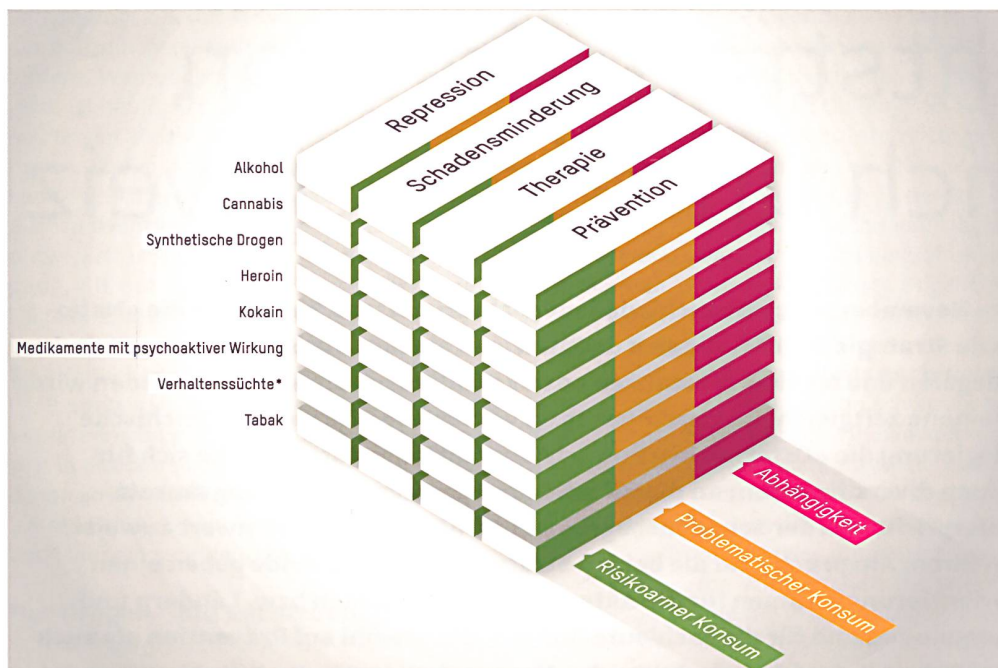 Repression
Schadensminderung
Therapie
Prävention
Alkohol
Cannabis
Synthetische Drogen
Heroin
Kokain
Medikamente mit psychoaktiver Wirkung
Verhaltenssüchte*
Tabak
Abhängigkeit
Problematischer Konsum
Risikoarmer Konsum